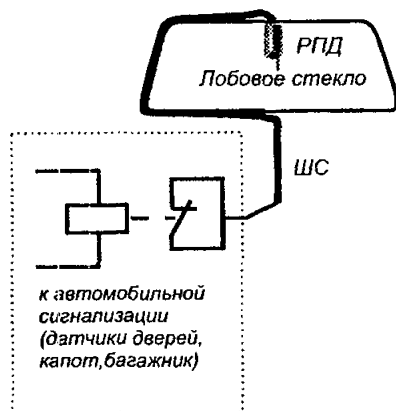 РПД
Лобовое стекло
ШС
к автомобильной
сигнализации
(датчики дверей,
капот,багажник)